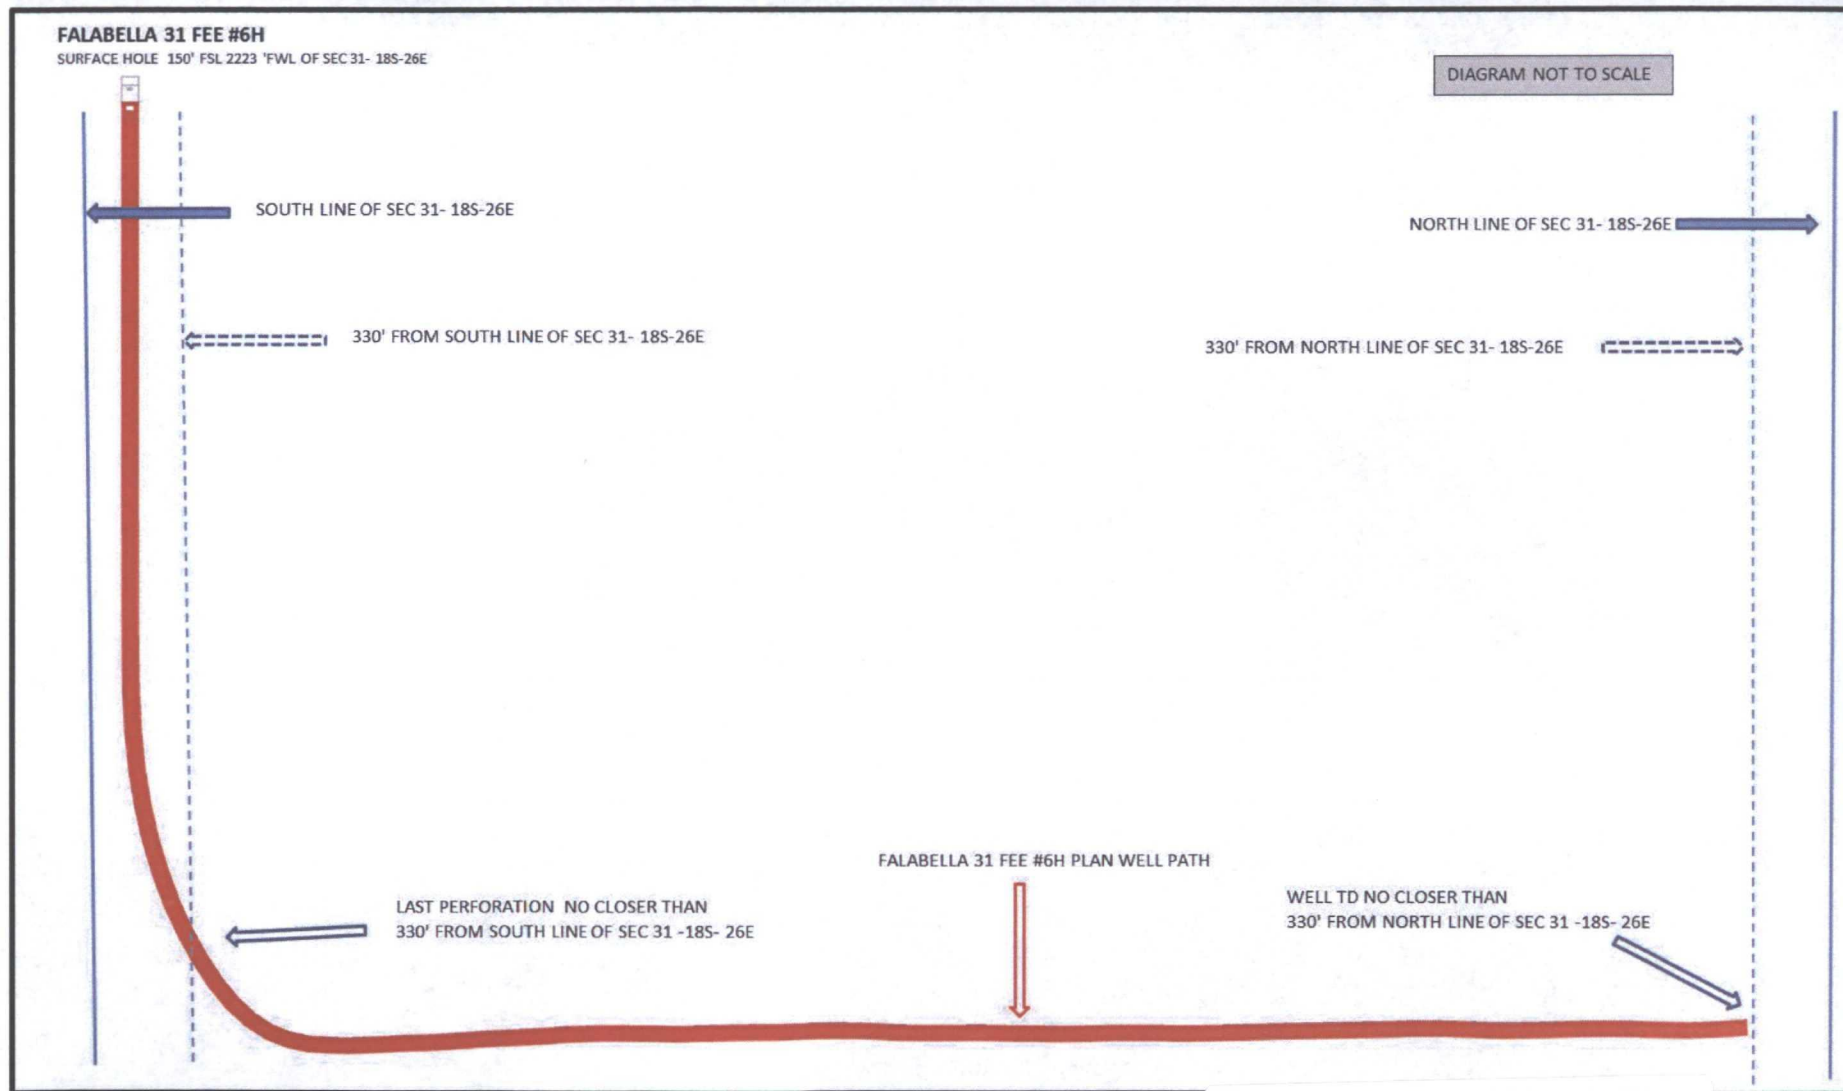 FALABELLA 31 FEE #6H
SURFACE HOLE 150' FSL 2223 'FWL OF SEC 31- 18S-26E
DIAGRAM NOT TO SCALE
SOUTH LINE OF SEC 31- 18S-26E
NORTH LINE OF SEC 31- 18S-26E
330' FROM SOUTH LINE OF SEC 31- 18S-26E
330' FROM NORTH LINE OF SEC 31- 18S-26E
FALABELLA 31 FEE #6H PLAN WELL PATH
LAST PERFORATION NO CLOSER THAN
330' FROM SOUTH LINE OF SEC 31 -18S- 26E
WELL TD NO CLOSER THAN
330' FROM NORTH LINE OF SEC 31 -18S- 26E